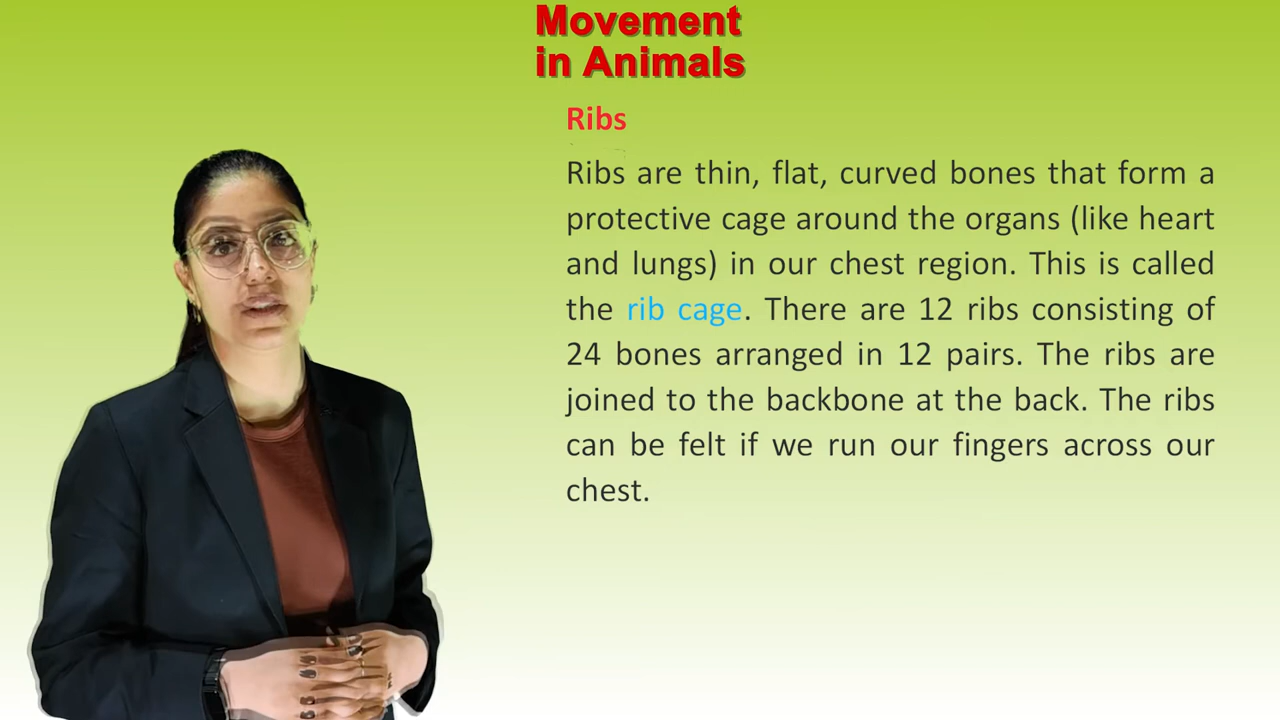 Movement
in Animals
Ribs
Ribs are thin, flat, curved bones that form a
protective cage around the organs (like heart
and lungs) in our chest region. This is called
the rib cage. There are 12 ribs consisting of
24 bones arranged in 12 pairs. The ribs are
joined to the backbone at the back. The ribs
can be felt if we run our fingers across our
chest.